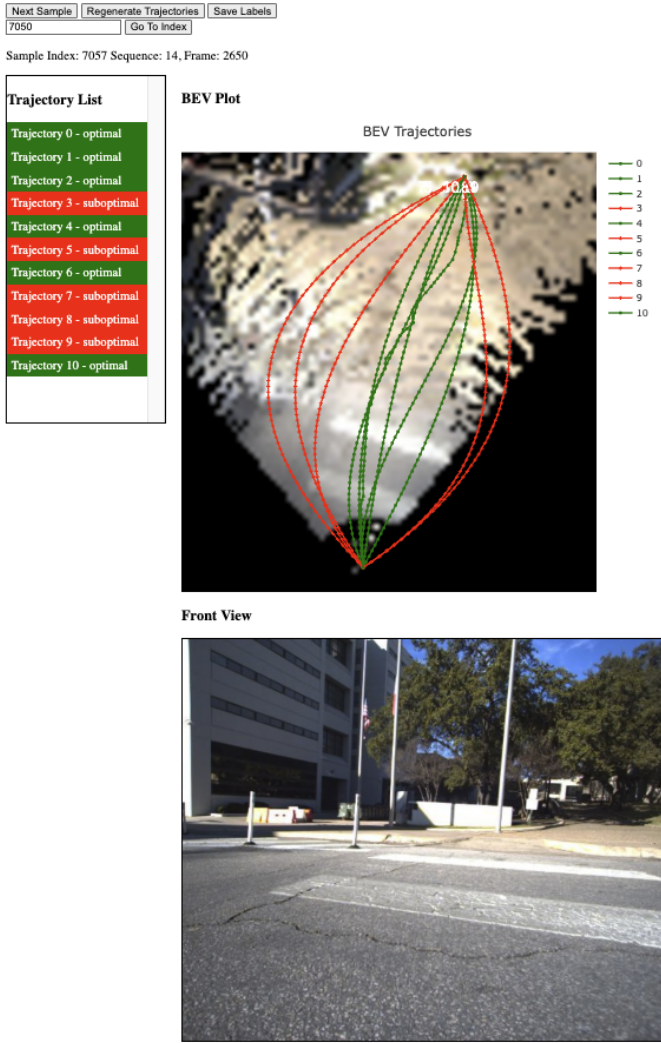 Next Sample Regenerate Trajectories Save Labels
7050 Go To Index
Sample Index: 7057 Sequence: 14, Frame: 2650
Trajectory List
Trajectory 0 - optimal
Trajectory 1 - optimal
Trajectory 2 - optimal
Trajectory 3 - suboptimal
Trajectory 4 - optimal
Trajectory 5 - suboptimal
Trajectory 6 - optimal
Trajectory 7 - suboptimal
Trajectory 8 - suboptimal
Trajectory 9 - suboptimal
Trajectory 10 - optimal
BEV Plot
BEV Trajectories
0
1
2
3
4
5
6
7
8
9
10
Front View